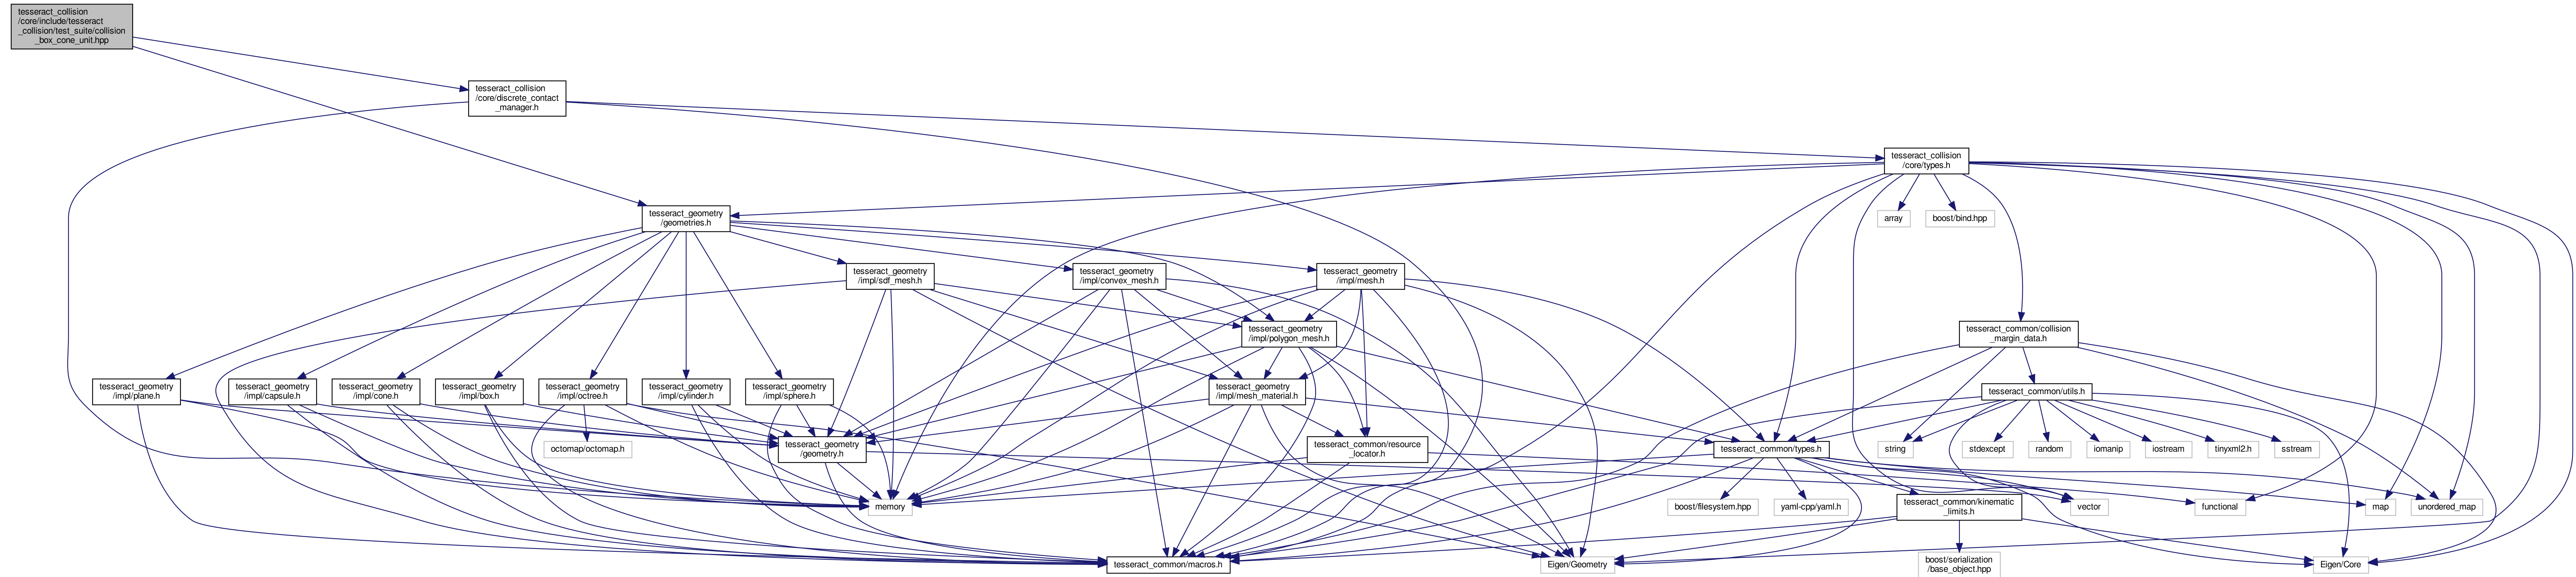 tesseract_collision
/core/include/tesseract
_collision/test_suite/collision
_box_cone_unit.hpp
tesseract_collision
/core/discrete_contact
_manager.h
tesseract_collision
/core/types.h
tesseract_geometry
/geometries.h
array
boost/bind.hpp
tesseract_geometry
/impl/sdf_mesh.h
tesseract_geometry
/impl/convex_mesh.h
tesseract_geometry
/impl/mesh.h
tesseract_geometry
/impl/polygon_mesh.h
tesseract_common/collision
_margin_data.h
tesseract_geometry
/impl/plane.h
tesseract_geometry
/impl/capsule.h
tesseract_geometry
/impl/cone.h
tesseract_geometry
/impl/box.h
tesseract_geometry
/impl/octree.h
tesseract_geometry
/impl/cylinder.h
tesseract_geometry
/impl/sphere.h
tesseract_geometry
/impl/mesh_material.h
tesseract_common/utils.h
octomap/octomap.h
tesseract_geometry
/geometry.h
tesseract_common/resource
_locator.h
tesseract_common/types.h
string
stdexcept
random
iomanip
iostream
tinyxml2.h
sstream
memory
boost/filesystem.hpp
yaml-cpp/yaml.h
tesseract_common/kinematic
_limits.h
vector
functional
map
unordered_map
tesseract_common/macros.h
Eigen/Geometry
boost/serialization
/base_object.hpp
Eigen/Core